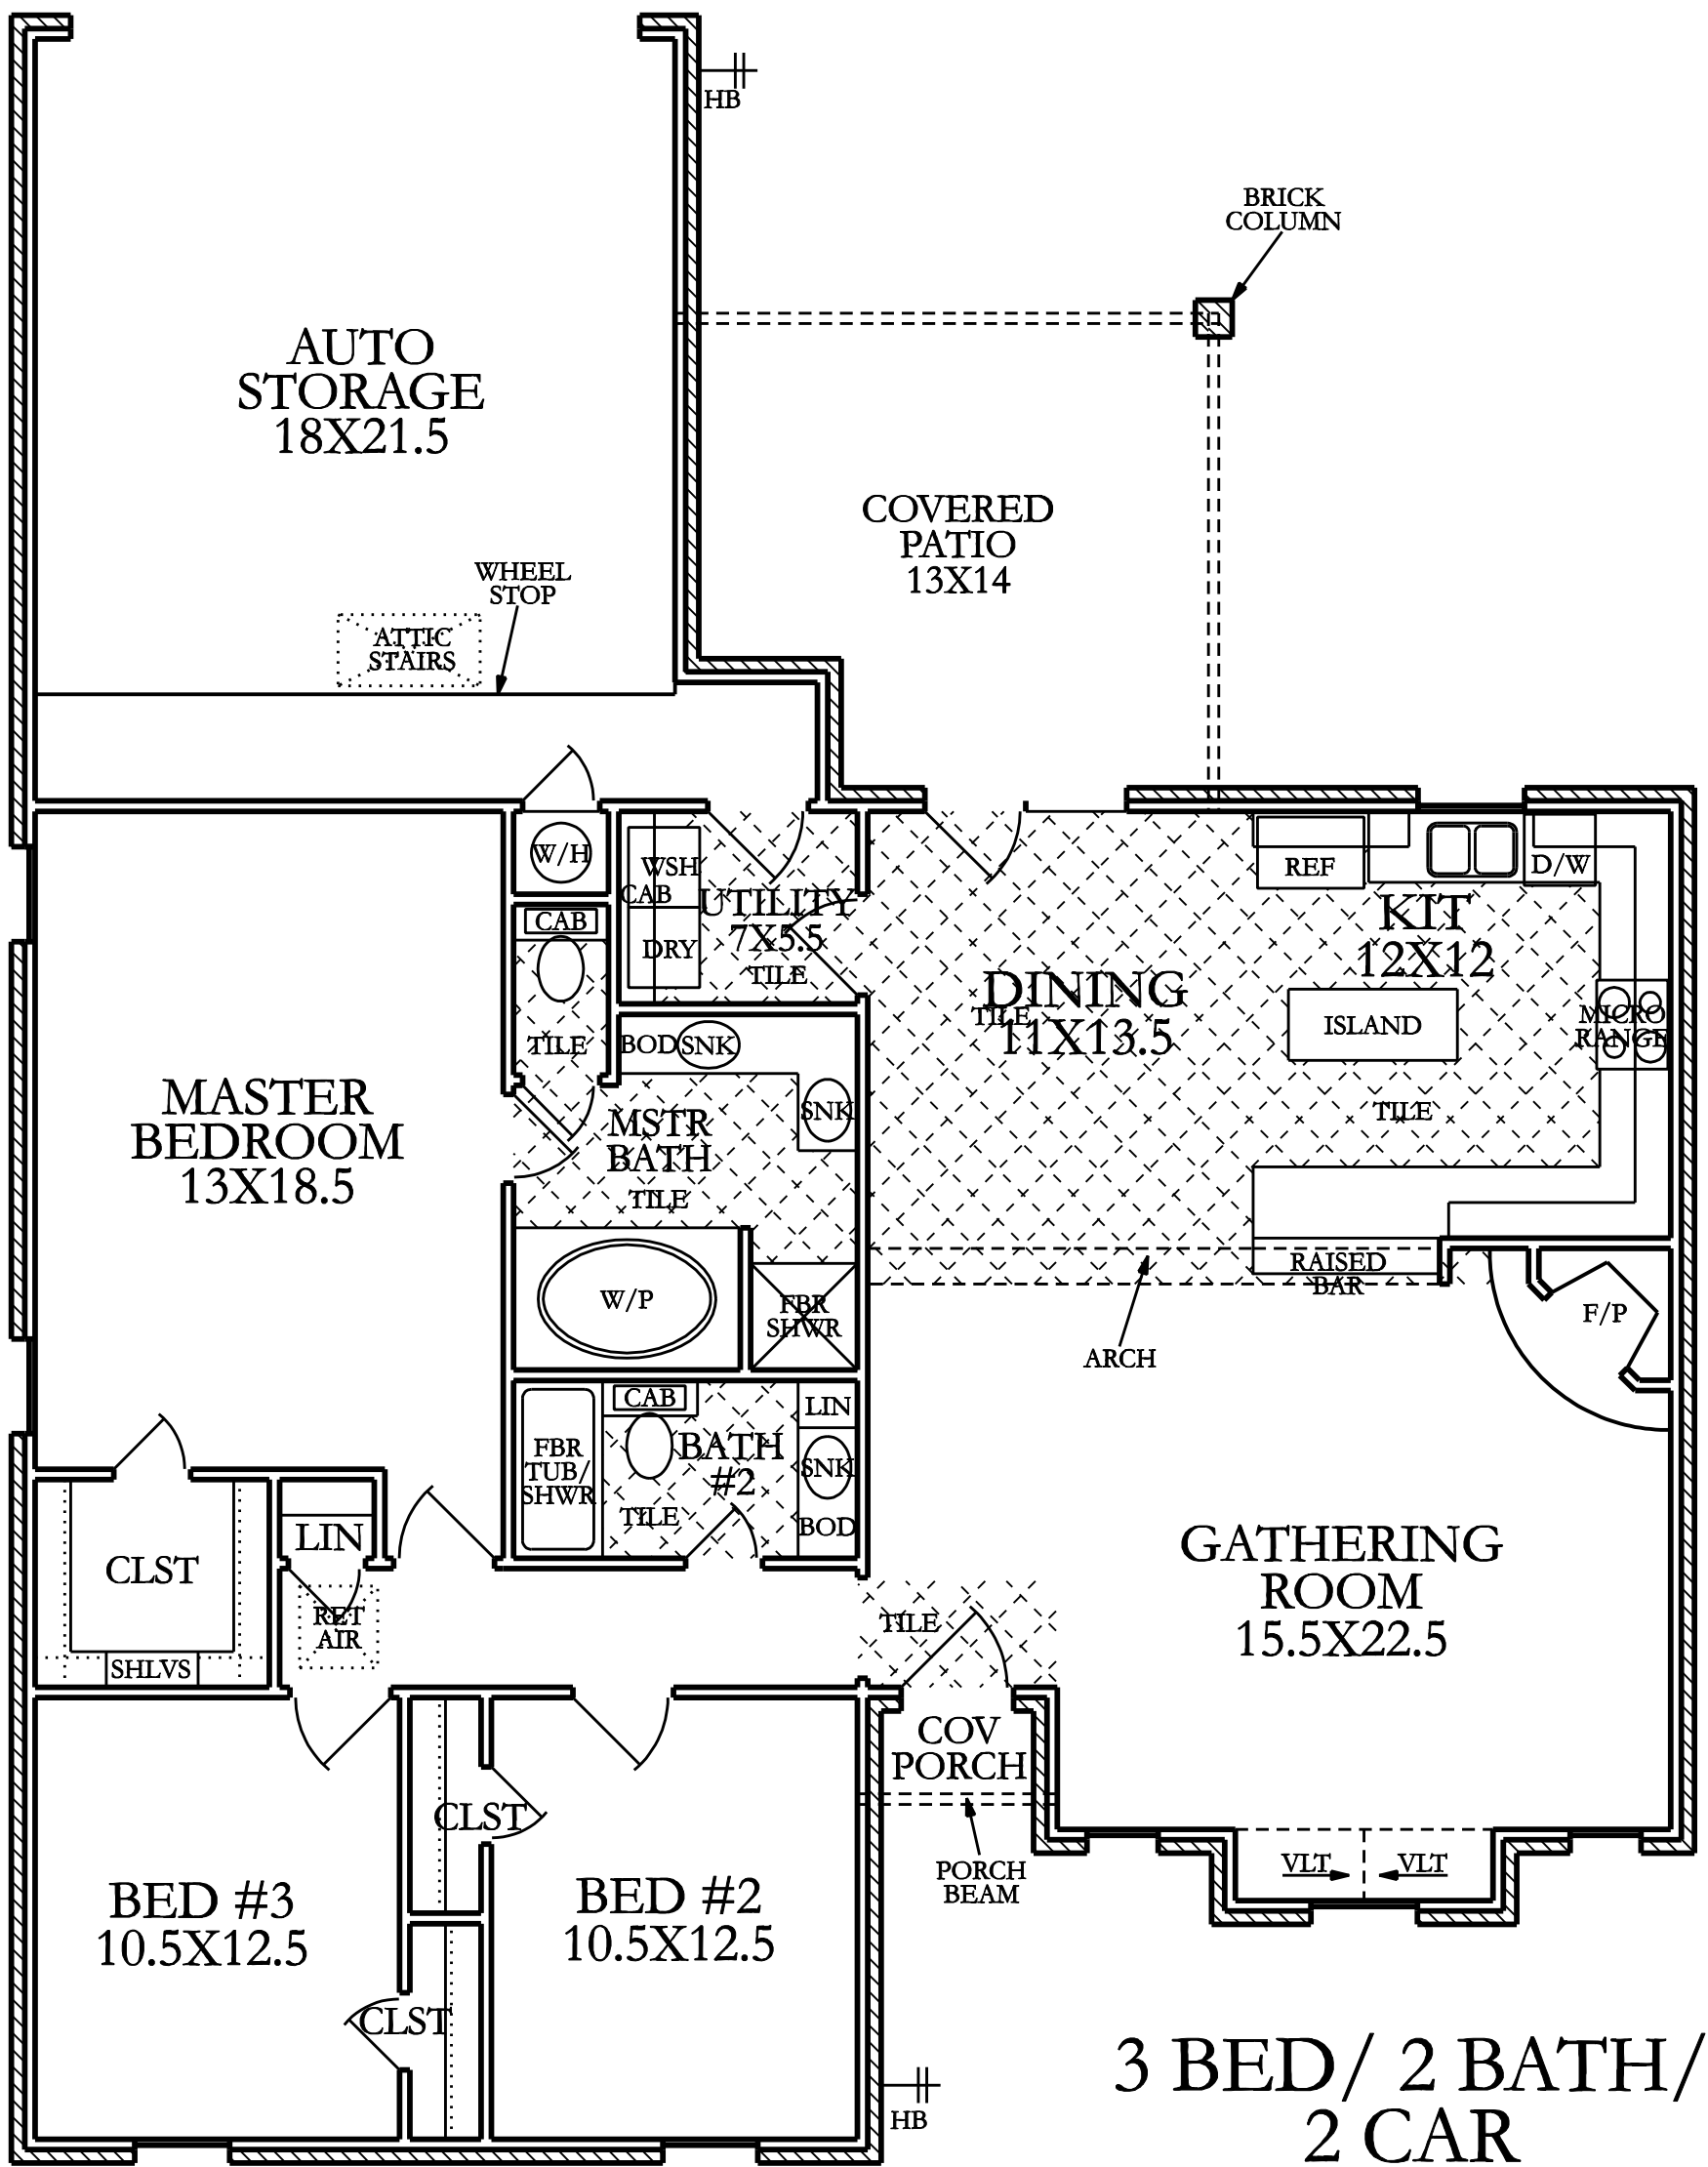 HB
BRICK
COLUMN
AUTO
STORAGE
18X21.5
COVERED
PATIO
13X14
WHEEL
STOP
ATTIC
STAIRS
W/H
WSH
CAB
DRY
UTILITY
7X5.5
TILE
REF
D/W
KIT
12X12
CAB
TILE
DINING
TILE
11X13.5
ISLAND
MICRO
RANGE
TILE
BOD
SNK
SNK
MASTER
BEDROOM
13X18.5
MSTR
BATH
TILE
W/P
FBR
SHWR
RAISED
BAR
F/P
ARCH
CAB
LIN
FBR
TUB/
SHWR
BATH
#2
SNK
TILE
BOD
LIN
CLST
GATHERING
ROOM
15.5X22.5
RET
AIR
TILE
SHLVS
COV
PORCH
CLST
PORCH
BEAM
VLT
VLT
BED #3
10.5X12.5
BED #2
10.5X12.5
CLST
HB
3 BED/ 2 BATH/
2 CAR